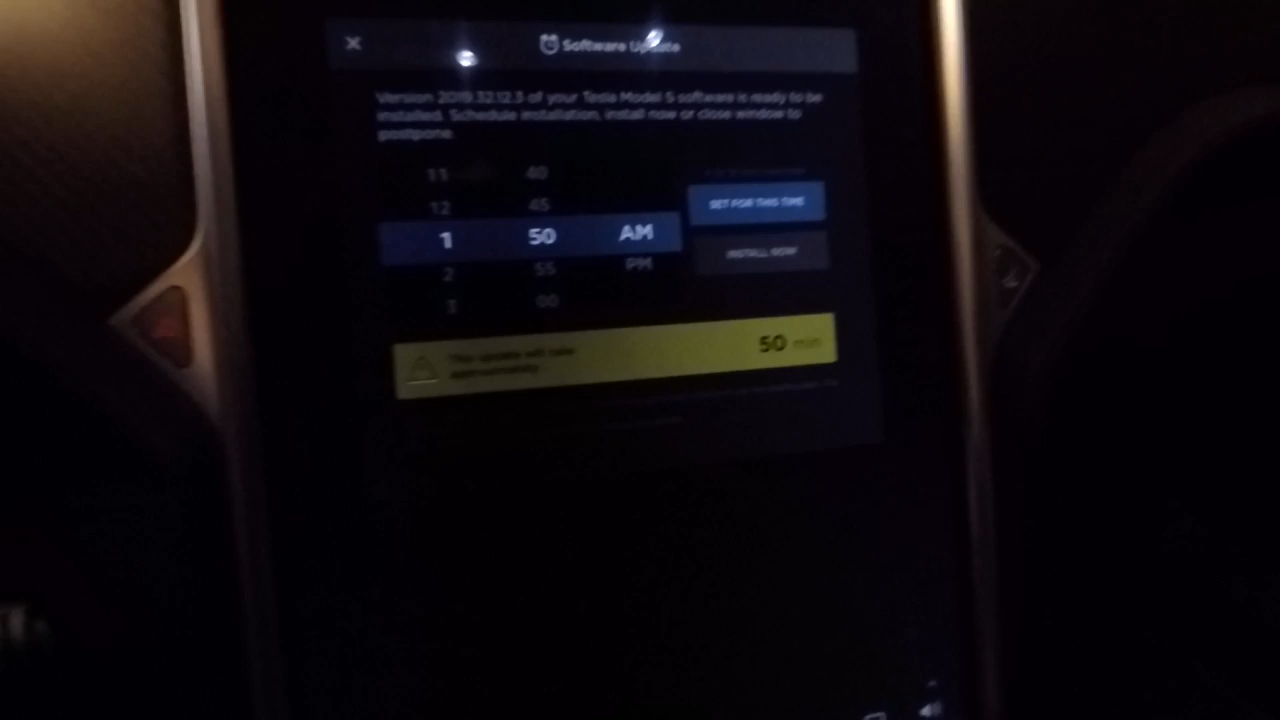 Software Update
Version 2019.32.12.3 of your Tesla Model S software is ready to be
installed. Schedule installation, install now or close window to
postpone.
11 40
12 45
1 50 AM
2 55 PM
3 00
SET FOR THIS TIME
INSTALL NOW
This update will take 50 min
approximately